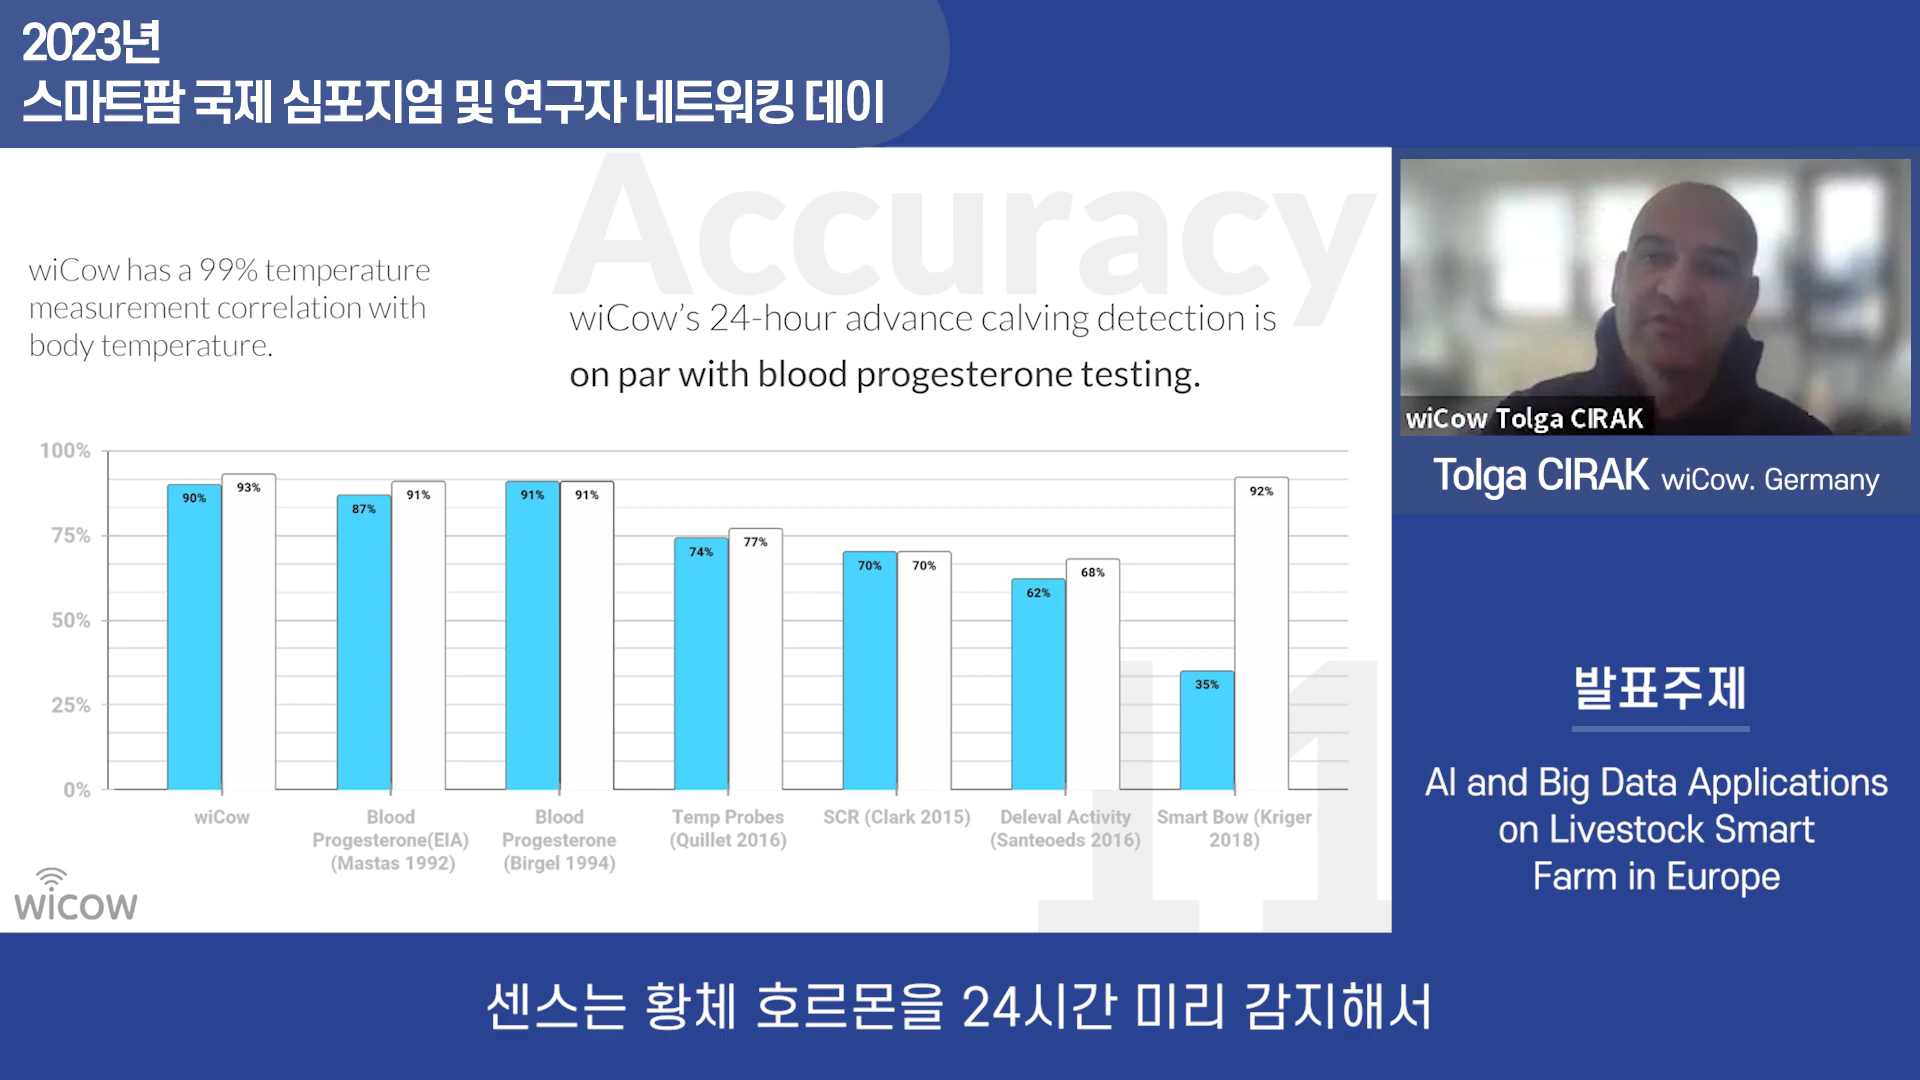 2023년
스마트팜 국제 심포지엄 및 연구자 네트워킹 데이
Accuracy
wiCow has a 99% temperature
measurement correlation with
body temperature.
wiCow's 24-hour advance calving detection is
on par with blood progesterone testing.
100%
75%
50%
25%
0%
90%
93%
87%
91%
91%
91%
74%
77%
70%
70%
62%
68%
35%
92%
wiCow
Blood
Progesterone(EIA)
(Mastas 1992)
Blood
Progesterone
(Birgel 1994)
Temp Probes
(Quillet 2016)
SCR (Clark 2015)
Deleval Activity
(Santeoeds 2016)
Smart Bow (Kriger
2018)
11
wicow
wiCow Tolga CIRAK
Tolga CIRAK wiCow. Germany
발표주제
AI and Big Data Applications
on Livestock Smart
Farm in Europe
센스는 황체 호르몬을 24시간 미리 감지해서